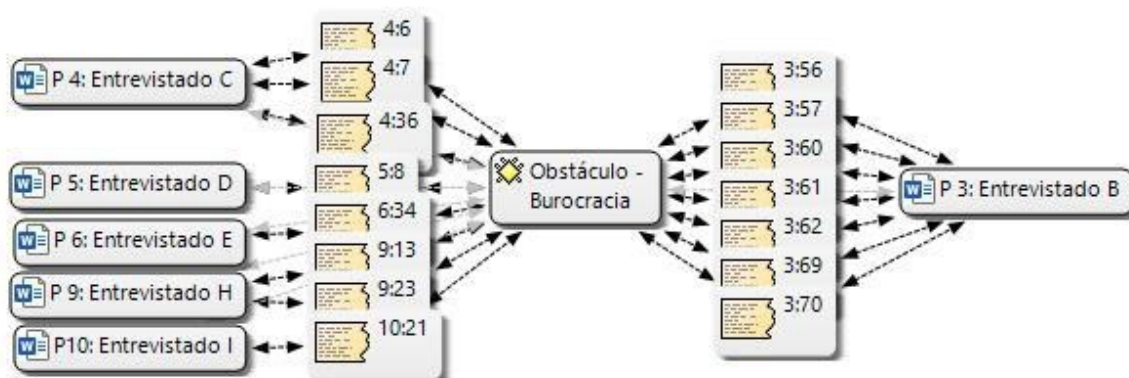 P 4: Entrevistado C
P 5: Entrevistado D
P 6: Entrevistado E
P 9: Entrevistado H
P10: Entrevistado I
4:6
4:7
4:36
5:8
6:34
9:13
9:23
10:21
Obstáculo -
Burocracia
3:56
3:57
3:60
3:61
3:62
3:69
3:70
P 3: Entrevistado B